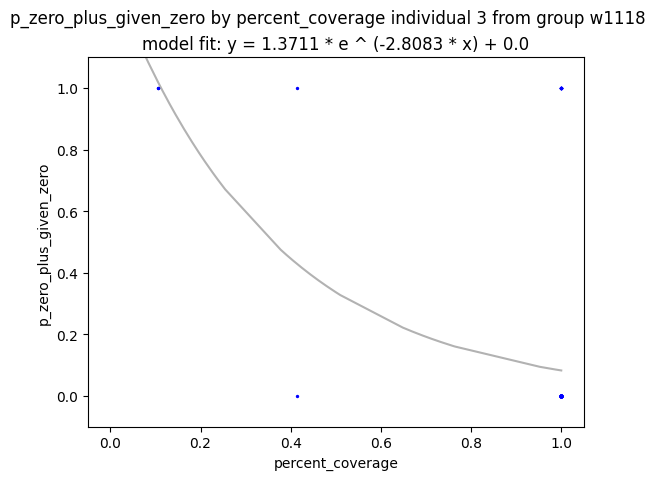 p_zero_plus_given_zero by percent_coverage individual 3 from group w1118
model fit: y = 1.3711 * e ^ (-2.8083 * x) + 0.0
1.0
0.8
0.6
0.4
0.2
0.0
p_zero_plus_given_zero
0.0 0.2 0.4 0.6 0.8 1.0
percent_coverage